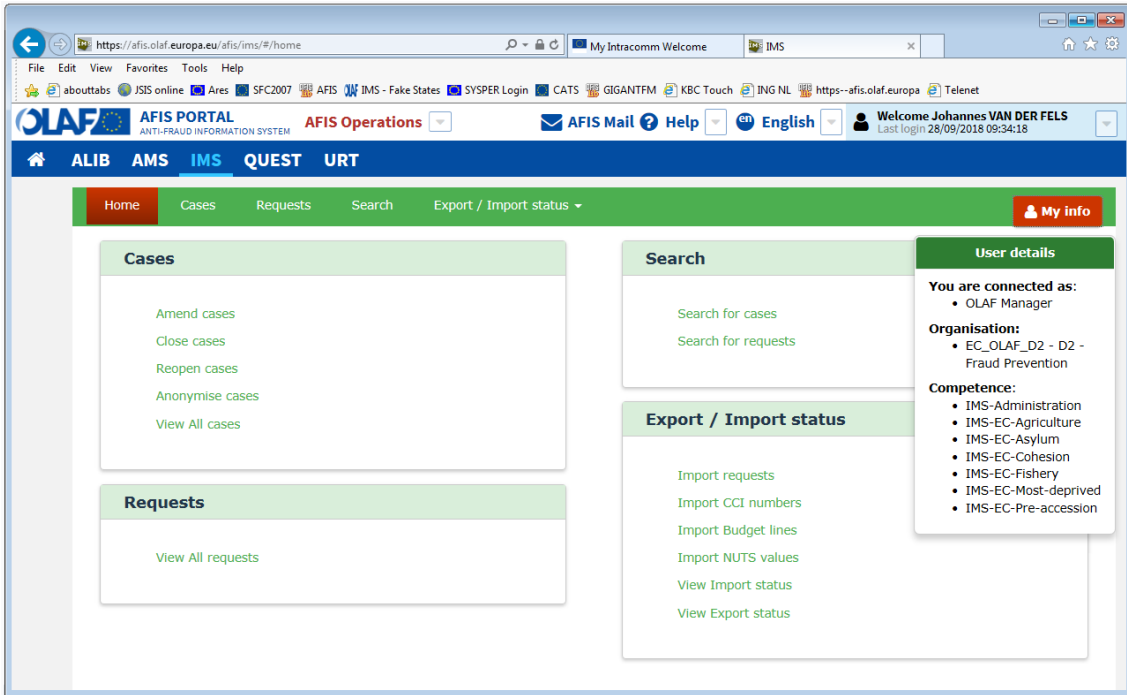 https://afis.olaf.europa.eu/afis/ims/#/home
My Intracomm Welcome
IMS
File Edit View Favorites Tools Help
abouttabs JSIS online Ares SFC2007 AFIS IMS - Fake States SYSPER Login CATS GIGANTFM KBC Touch ING NL https--afis.olaf.europa Telenet
OLAF
AFIS PORTAL
ANTI-FRAUD INFORMATION SYSTEM
AFIS Operations
AFIS Mail Help en English
Welcome Johannes VAN DER FELS
Last login 28/09/2018 09:34:18
ALIB AMS IMS QUEST URT
Home Cases Requests Search Export / Import status
My info
Cases
Amend cases
Close cases
Reopen cases
Anonymise cases
View All cases
Requests
View All requests
Search
Search for cases
Search for requests
Export / Import status
Import requests
Import CCI numbers
Import Budget lines
Import NUTS values
View Import status
View Export status
User details
You are connected as:
• OLAF Manager
Organisation:
• EC_OLAF_D2 - D2 -
Fraud Prevention
Competence:
• IMS-Administration
• IMS-EC-Agriculture
• IMS-EC-Asylum
• IMS-EC-Cohesion
• IMS-EC-Fishery
• IMS-EC-Most-deprived
• IMS-EC-Pre-accession